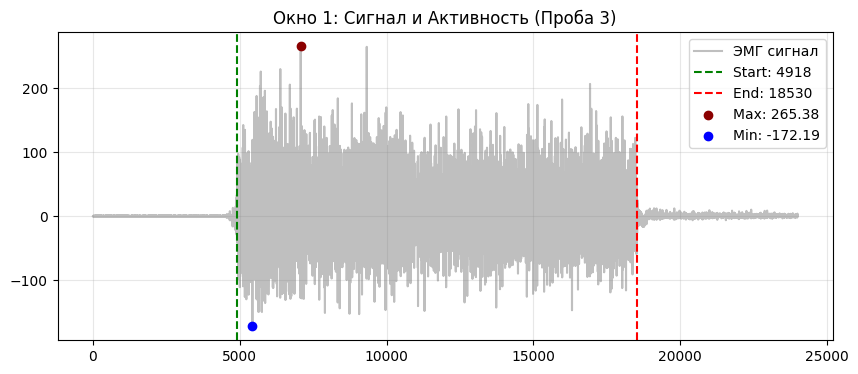 Окно 1: Сигнал и Активность (Проба 3)
ЭМГ сигнал
Start: 4918
End: 18530
Max: 265.38
Min: -172.19
200
100
0
−100
0
5000
10000
15000
20000
25000